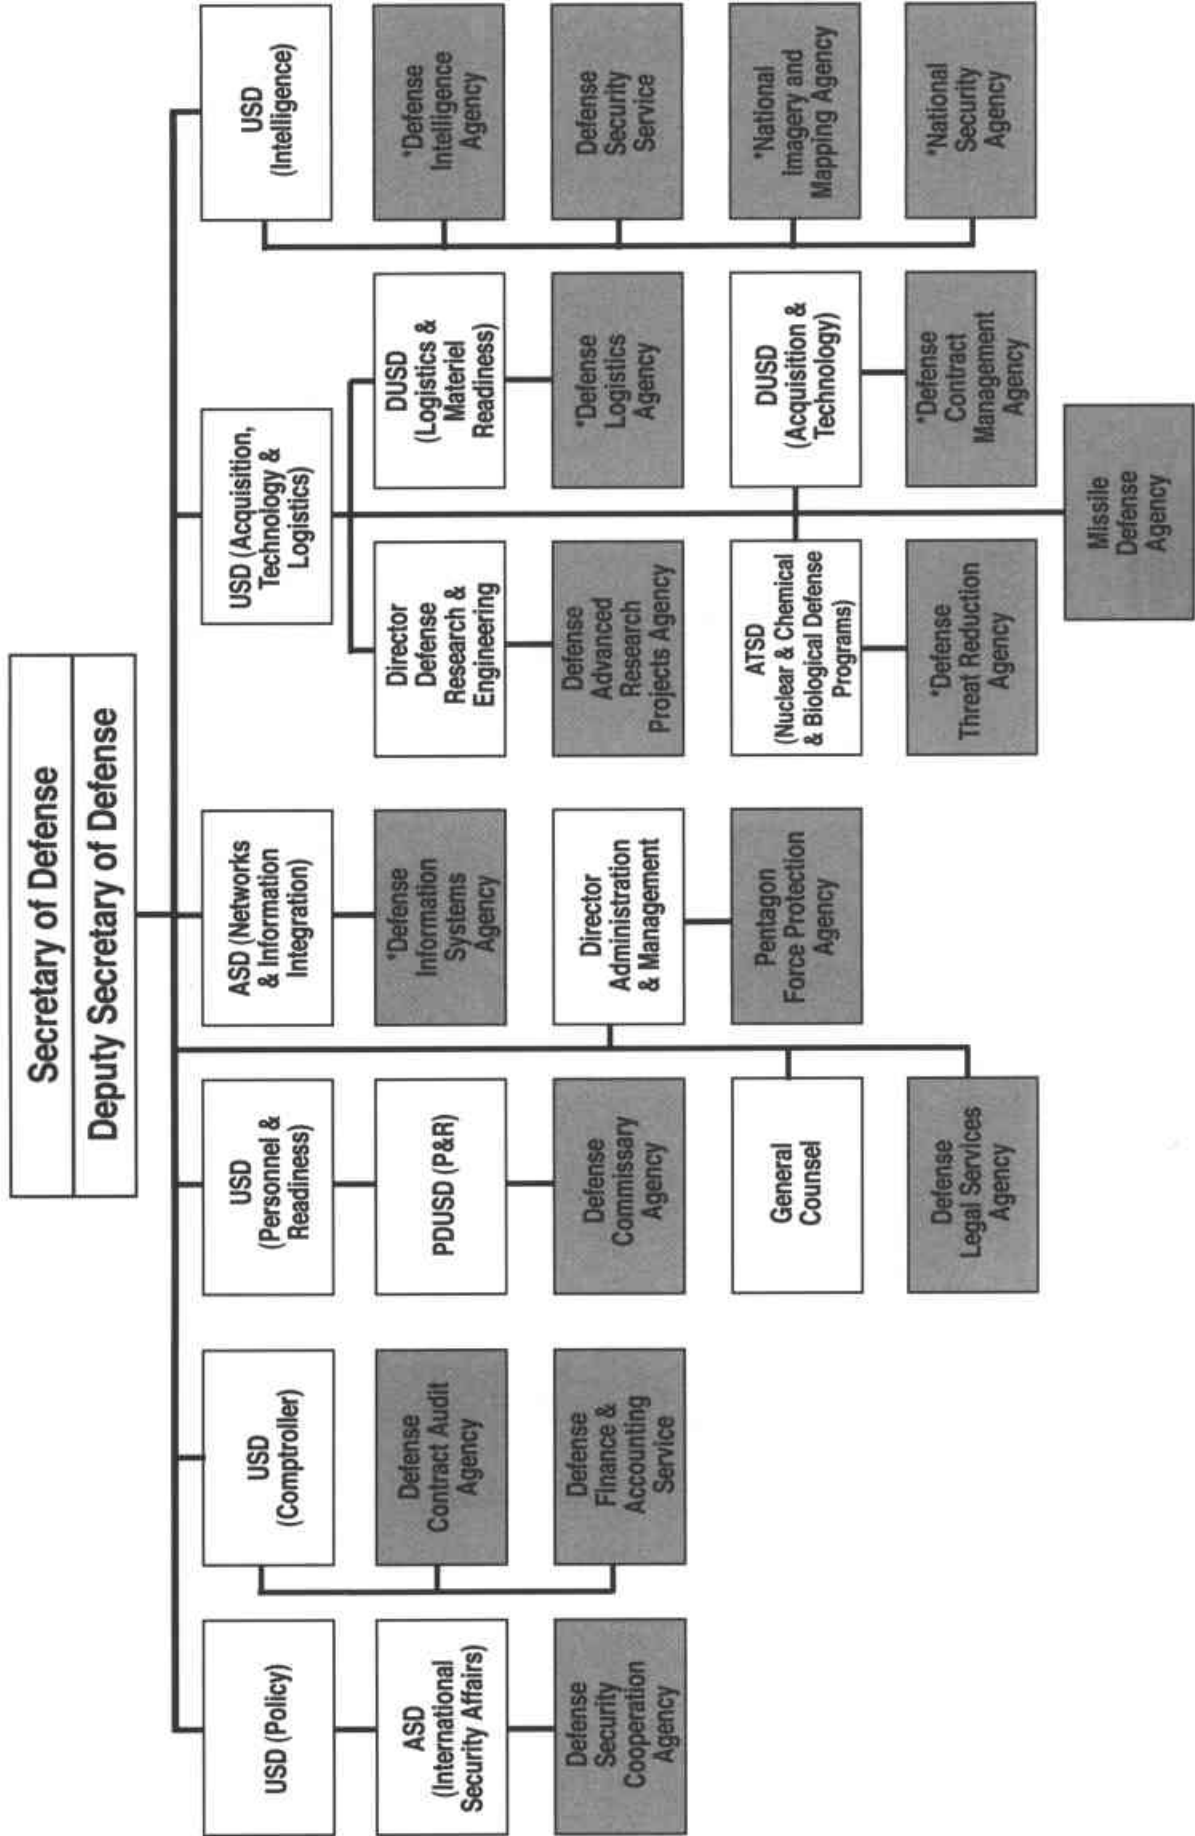 Secretary of Defense
Deputy Secretary of Defense
USD (Policy)
ASD
(International
Security Affairs)
Defense
Security
Cooperation
Agency
USD
(Comptroller)
Defense
Contract Audit
Agency
Defense
Finance &
Accounting
Service
USD
(Personnel &
Readiness)
PDUSD (P&R)
Defense
Commissary
Agency
General
Counsel
Defense
Legal Services
Agency
ASD (Networks
& Information
Integration)
*Defense
Information
Systems
Agency
Director
Administration
& Management
Pentagon
Force Protection
Agency
USD (Acquisition,
Technology &
Logistics)
Director
Defense
Research &
Engineering
Defense
Advanced
Research
Projects Agency
ATSD
(Nuclear & Chemical
& Biological Defense
Programs)
*Defense
Threat Reduction
Agency
DUSD
(Logistics &
Materiel
Readiness)
*Defense
Logistics
Agency
DUSD
(Acquisition &
Technology)
*Defense
Contract
Management
Agency
Missile
Defense
Agency
USD
(Intelligence)
*Defense
Intelligence
Agency
Defense
Security
Service
*National
Imagery and
Mapping Agency
*National
Security
Agency